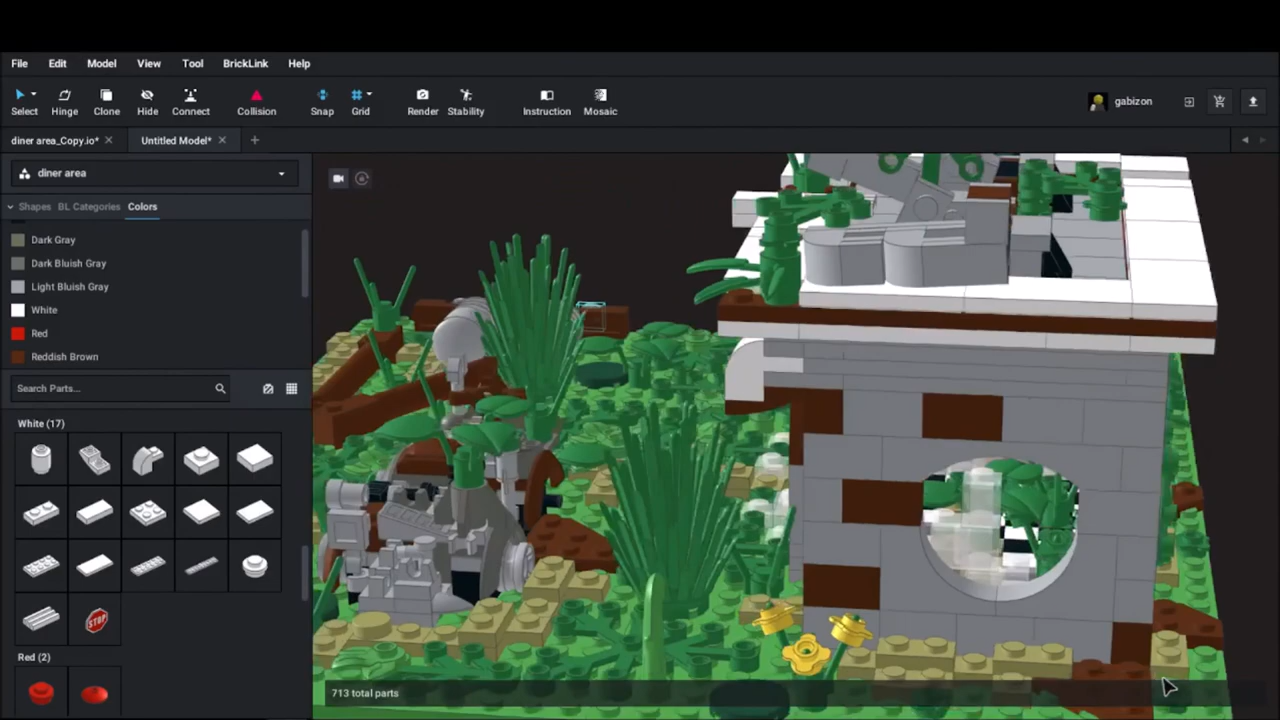 File Edit Model View Tool BrickLink Help
Select Hinge Clone Hide Connect Collision Snap Grid Render Stability Instruction Mosaic gabizon
diner area_Copy.io* Untitled Model*
diner area
Shapes BL Categories Colors
Dark Gray
Dark Bluish Gray
Light Bluish Gray
White
Red
Reddish Brown
Search Parts...
White (17)
STOP
Red (2)
713 total parts